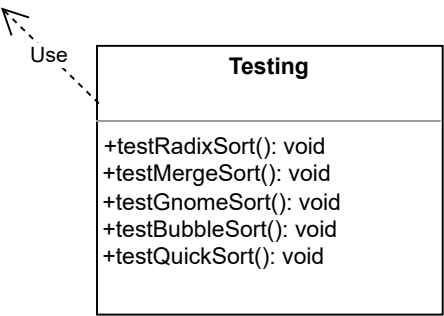 Use
Testing
+testRadixSort(): void
+testMergeSort(): void
+testGnomeSort(): void
+testBubbleSort(): void
+testQuickSort(): void